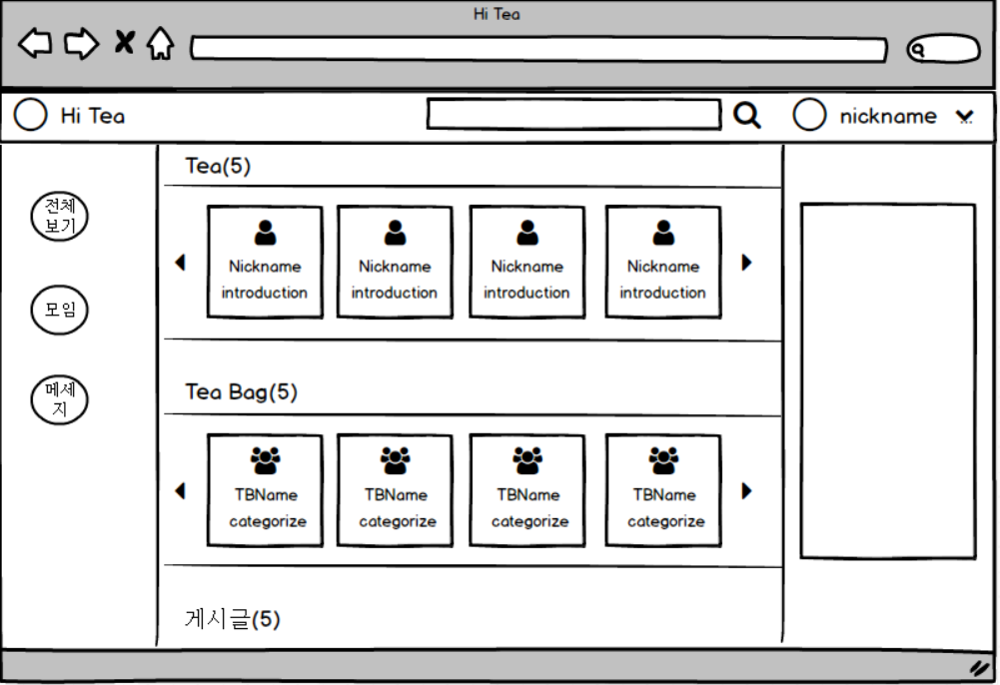 Hi Tea
Hi Tea
nickname
전체
보기
모임
메세
지
Tea(5)
Nickname
introduction
Nickname
introduction
Nickname
introduction
Nickname
introduction
Tea Bag(5)
TBName
categorize
TBName
categorize
TBName
categorize
TBName
categorize
게시글(5)